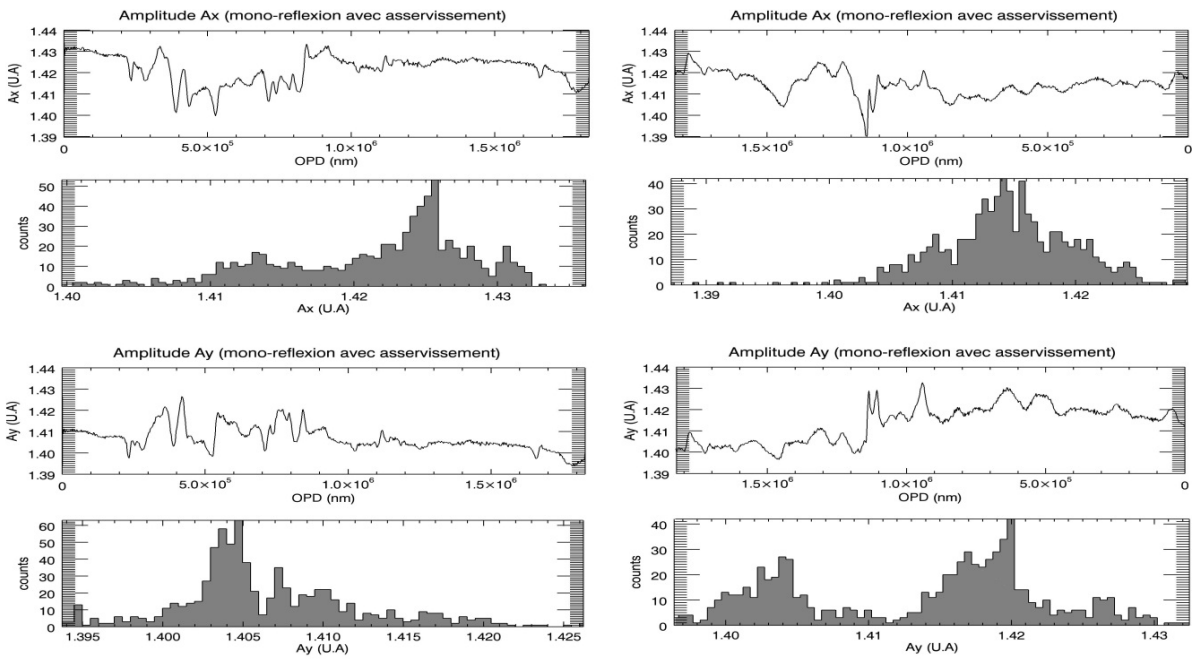 Amplitude Ax (mono-reflexion avec asservissement)
1.44
1.43
1.42
1.41
1.40
1.39
Ax (U.A)
0 5.0×10⁵ 1.0×10⁶ 1.5×10⁶
OPD (nm)
50
40
30
20
10
0
counts
1.40 1.41 1.42 1.43
Ax (U.A)
Amplitude Ax (mono-reflexion avec asservissement)
1.44
1.43
1.42
1.41
1.40
1.39
Ax (U.A)
1.5×10⁶ 1.0×10⁶ 5.0×10⁵ 0
OPD (nm)
40
30
20
10
0
counts
1.39 1.40 1.41 1.42
Ax (U.A)
Amplitude Ay (mono-reflexion avec asservissement)
1.44
1.43
1.42
1.41
1.40
1.39
Ay (U.A)
0 5.0×10⁵ 1.0×10⁶ 1.5×10⁶
OPD (nm)
60
50
40
30
20
10
0
counts
1.395 1.400 1.405 1.410 1.415 1.420 1.425
Ay (U.A)
Amplitude Ay (mono-reflexion avec asservissement)
1.44
1.43
1.42
1.41
1.40
1.39
Ay (U.A)
1.5×10⁶ 1.0×10⁶ 5.0×10⁵ 0
OPD (nm)
40
30
20
10
0
counts
1.40 1.41 1.42 1.43
Ay (U.A)